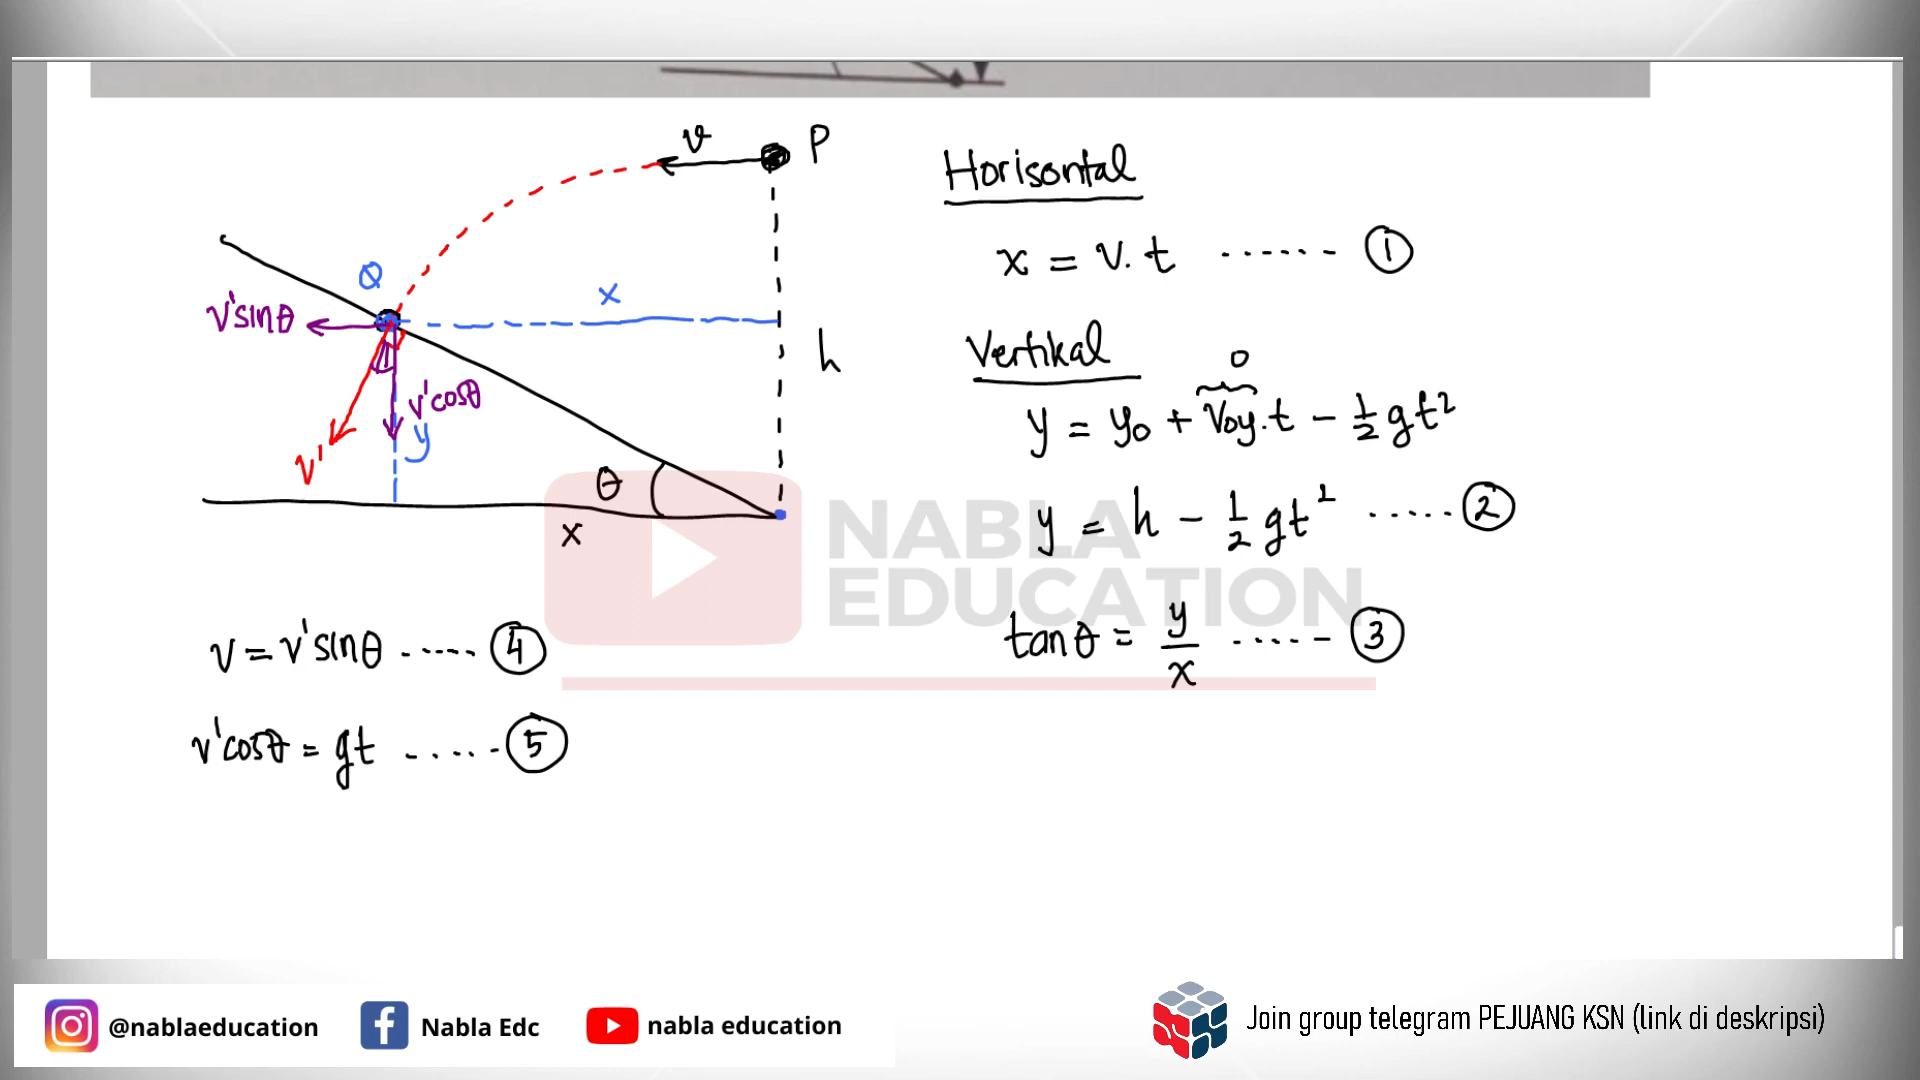 v
P
Q
x
v'sinθ
h
v'cosθ
y
v'
θ
x
v = v'sinθ ...... ④
v'cosθ = gt ...... ⑤
Horisontal
x = v. t ...... ①
Vertikal
0
y = y₀ + v₀y.t - ½gt²
y = h - ½gt² ..... ②
tanθ = y/x ...... ③
NABLA
EDUCATION
@nablaeducation
Nabla Edc
nabla education
Join group telegram PEJUANG KSN (link di deskripsi)